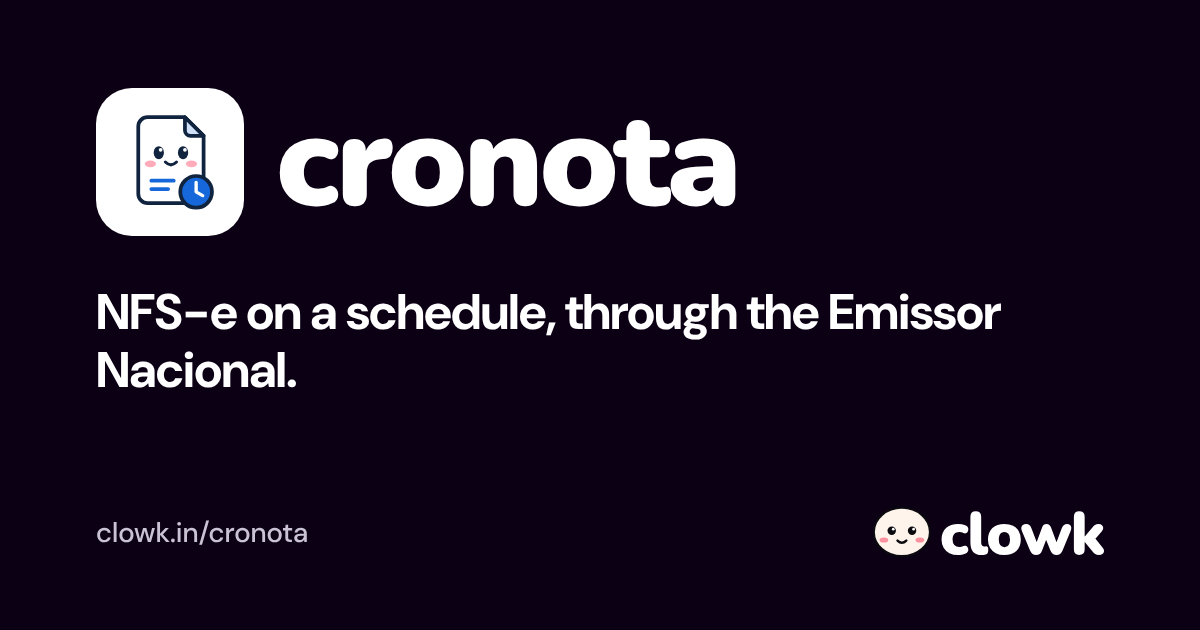 cronota
NFS-e on a schedule, through the Emissor
Nacional.
clowk.in/cronota
clowk